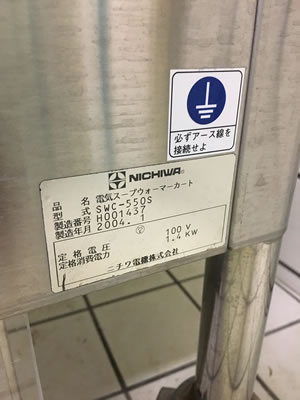 必ずアース線を
接続せよ
NICHIWA
品名 電気スープウォーマーカート
型式 SWC-550S
製造番号 H001437
製造年月 2004. 1
定格電圧 100 V
定格消費電力 1.4 KW
ニチワ電機株式会社